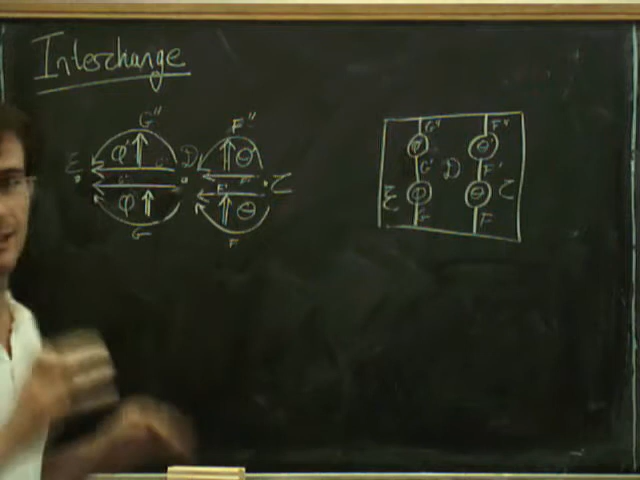 Interchange
G'' F''
ℰ φ' D θ'
φ E' θ C
G F
G'' F''
φ' θ'
G' D F'
ℰ φ θ C
G F